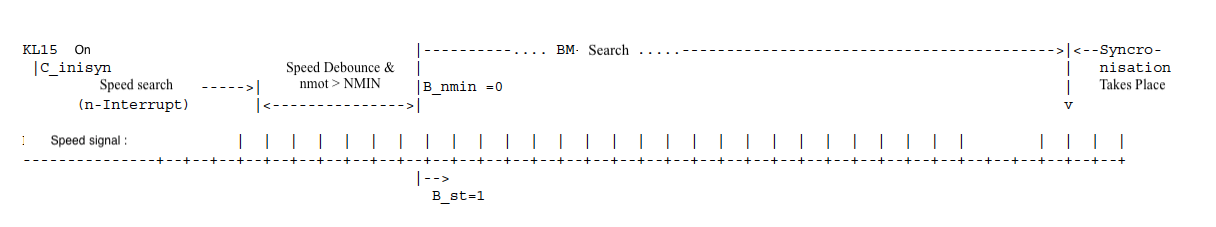 KL15 On |----------.... BM- Search .....-------------------------------------------->|<--Syncro-
|C_inisyn Speed Debounce & | | nisation
Speed search ----->| nmot > NMIN |B_nmin =0 | Takes Place
(n-Interrupt) |<--------------->| v
Speed signal : | | | | | | | | | | | | | | | | | | | | | | | | | | | | | | | |
---------------+--+--+--+--+--+--+--+--+--+--+--+--+--+--+--+--+--+--+--+--+--+--+--+--+--+--+--+--+--+--+--+--+--+--+--+--+
|-->
B_st=1